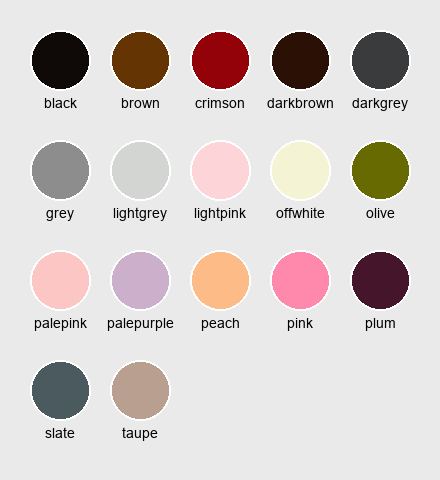 black brown crimson darkbrown darkgrey
grey lightgrey lightpink offwhite olive
palepink palepurple peach pink plum
slate taupe